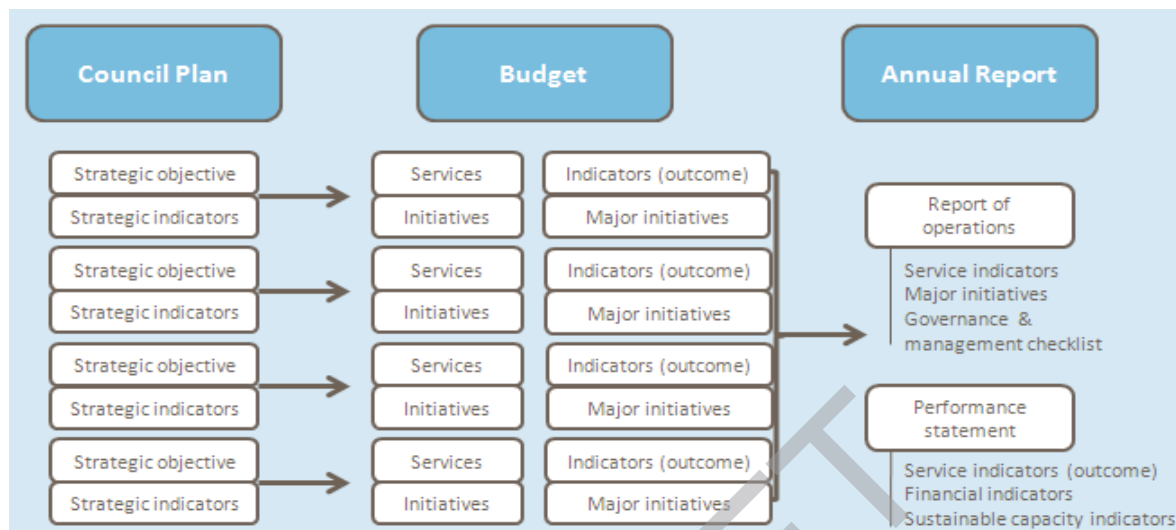 Council Plan
Budget
Annual Report
Strategic objective
Strategic indicators
Strategic objective
Strategic indicators
Strategic objective
Strategic indicators
Strategic objective
Strategic indicators
Services
Initiatives
Services
Initiatives
Services
Initiatives
Services
Initiatives
Indicators (outcome)
Major initiatives
Indicators (outcome)
Major initiatives
Indicators (outcome)
Major initiatives
Indicators (outcome)
Major initiatives
Report of
operations
Service indicators
Major initiatives
Governance &
management checklist
Performance
statement
Service indicators (outcome)
Financial indicators
Sustainable capacity indicators